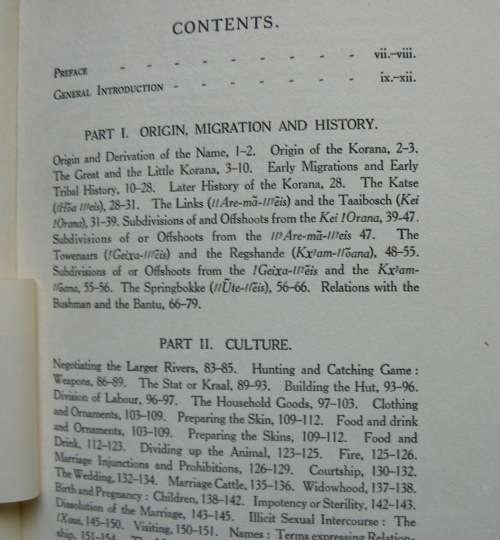 CONTENTS.
PREFACE - - - - - - - - - vii.-viii.
GENERAL INTRODUCTION - - - - - - - ix.-xii.
PART I. ORIGIN, MIGRATION AND HISTORY.
Origin and Derivation of the Name, 1-2. Origin of the Korana, 2-3.
The Great and the Little Korana, 3-10. Early Migrations and Early
Tribal History, 10-28. Later History of the Korana, 28. The Katse
28-31. The Links and the Taaibosch (Kei
!Orana), 31-39. Subdivisions of and Offshoots from the Kei !Orana, 39-47.
Subdivisions of or Offshoots from the 47. The
Towenaars and the Regshande 48-55.
Subdivisions of or Offshoots from the and the
55-56. The Springbokke 56-66. Relations with the
Bushman and the Bantu, 66-79.
PART II. CULTURE.
Negotiating the Larger Rivers, 83-85. Hunting and Catching Game :
Weapons, 86-89. The Stat or Kraal, 89-93. Building the Hut, 93-96.
Division of Labour, 96-97. The Household Goods, 97-103. Clothing
and Ornaments, 103-109. Preparing the Skin, 109-112. Food and drink
and Ornaments, 103-109. Preparing the Skins, 109-112. Food and
Drink, 112-123. Dividing up the Animal, 123-125. Fire, 125-126.
Marriage Injunctions and Prohibitions, 126-129. Courtship, 130-132.
The Wedding, 132-134. Marriage Cattle, 135-136. Widowhood, 137-138.
Birth and Pregnancy : Children, 138-142. Impotency or Sterility, 142-143.
Dissolution of the Marriage, 143-145. Illicit Sexual Intercourse : The
145-150. Visiting, 150-151. Names : Terms expressing Relation-
ship, 151-154.